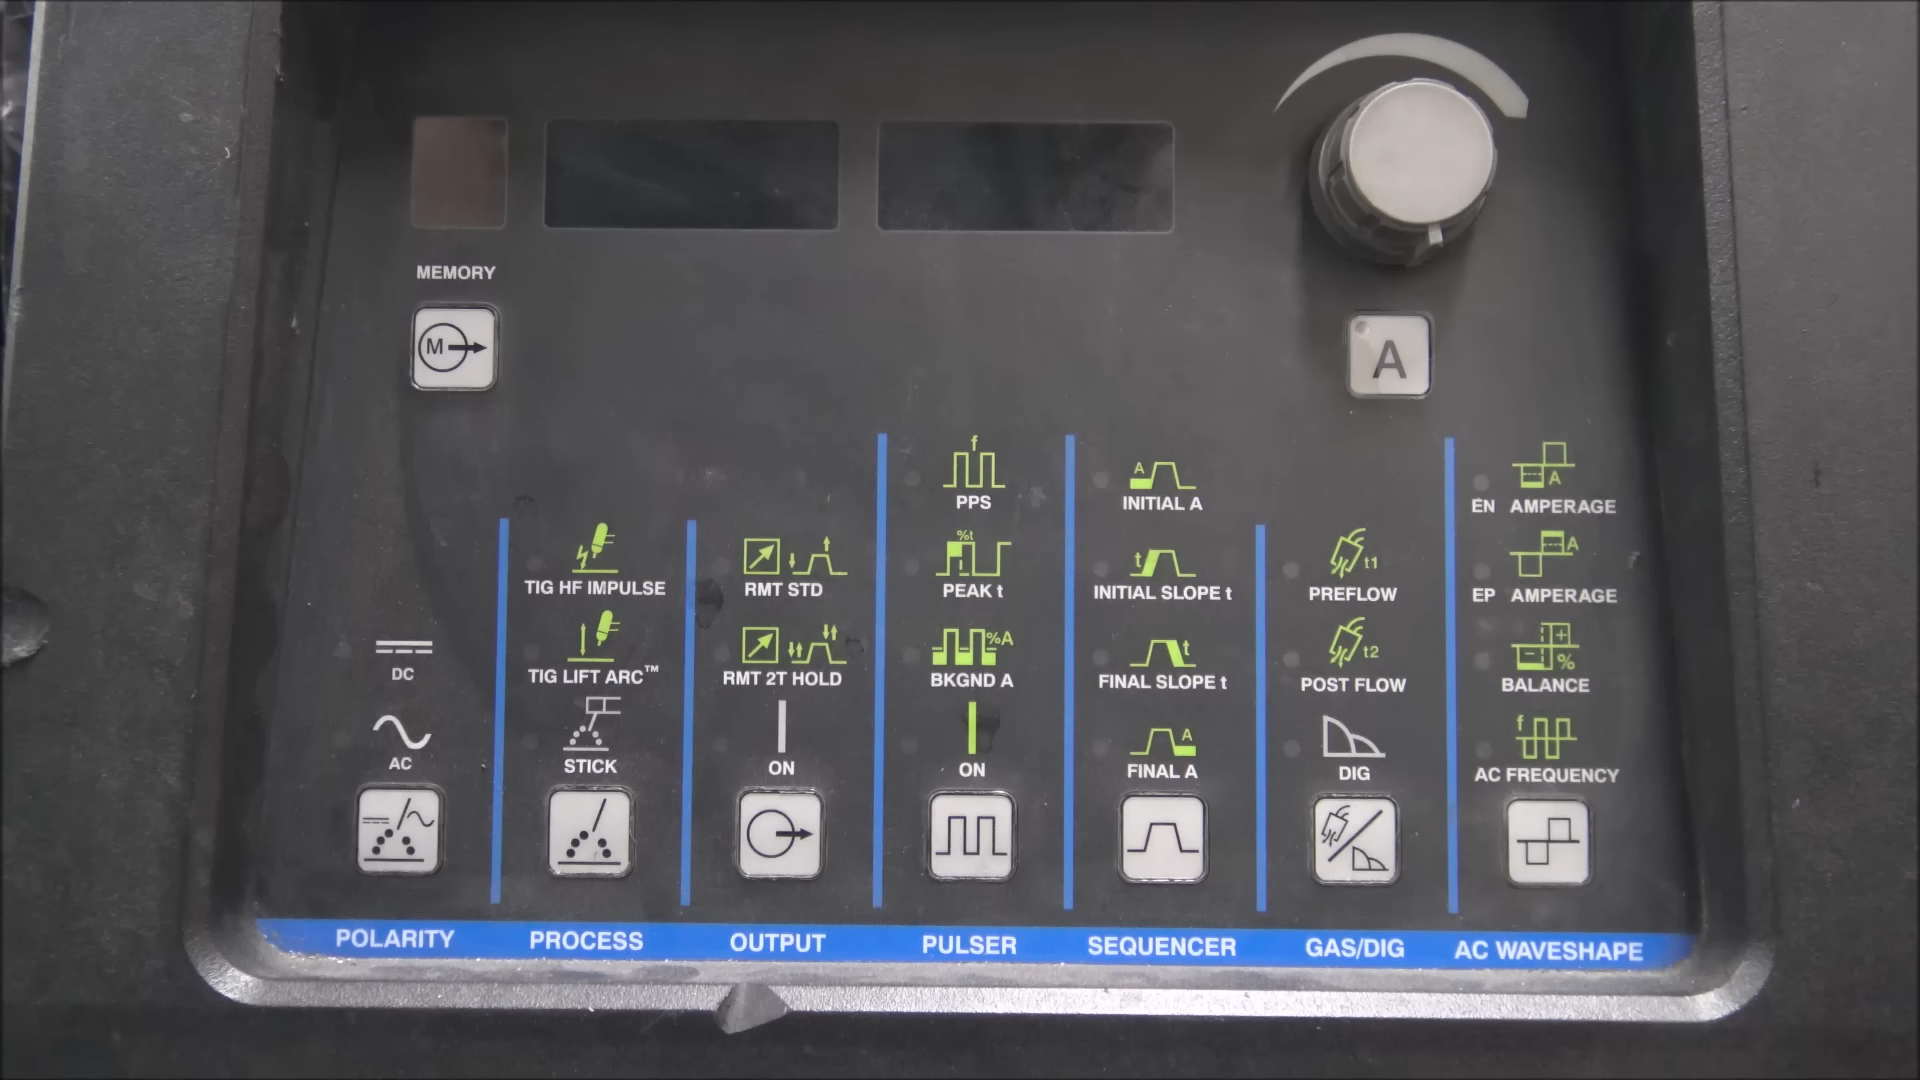 MEMORY
M
A
f
PPS
A
INITIAL A
A
EN AMPERAGE
TIG HF IMPULSE
RMT STD
%t
PEAK t
t
INITIAL SLOPE t
t1
PREFLOW
A
EP AMPERAGE
DC
TIG LIFT ARC™
RMT 2T HOLD
%A
BKGND A
t
FINAL SLOPE t
t2
POST FLOW
+
%
BALANCE
AC
STICK
ON
ON
A
FINAL A
DIG
f
AC FREQUENCY
POLARITY
PROCESS
OUTPUT
PULSER
SEQUENCER
GAS/DIG
AC WAVESHAPE